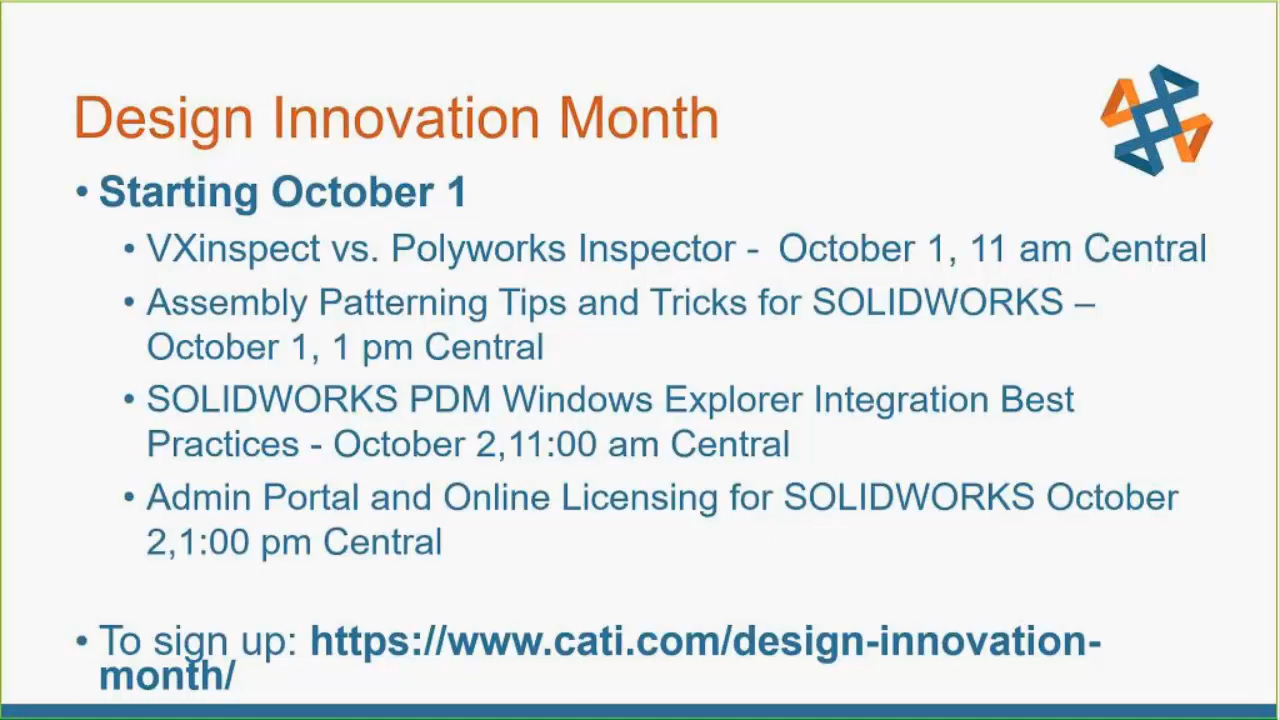 Design Innovation Month
• Starting October 1
• VXinspect vs. Polyworks Inspector - October 1, 11 am Central
• Assembly Patterning Tips and Tricks for SOLIDWORKS –
October 1, 1 pm Central
• SOLIDWORKS PDM Windows Explorer Integration Best
Practices - October 2,11:00 am Central
• Admin Portal and Online Licensing for SOLIDWORKS October
2,1:00 pm Central
• To sign up: https://www.cati.com/design-innovation-
month/